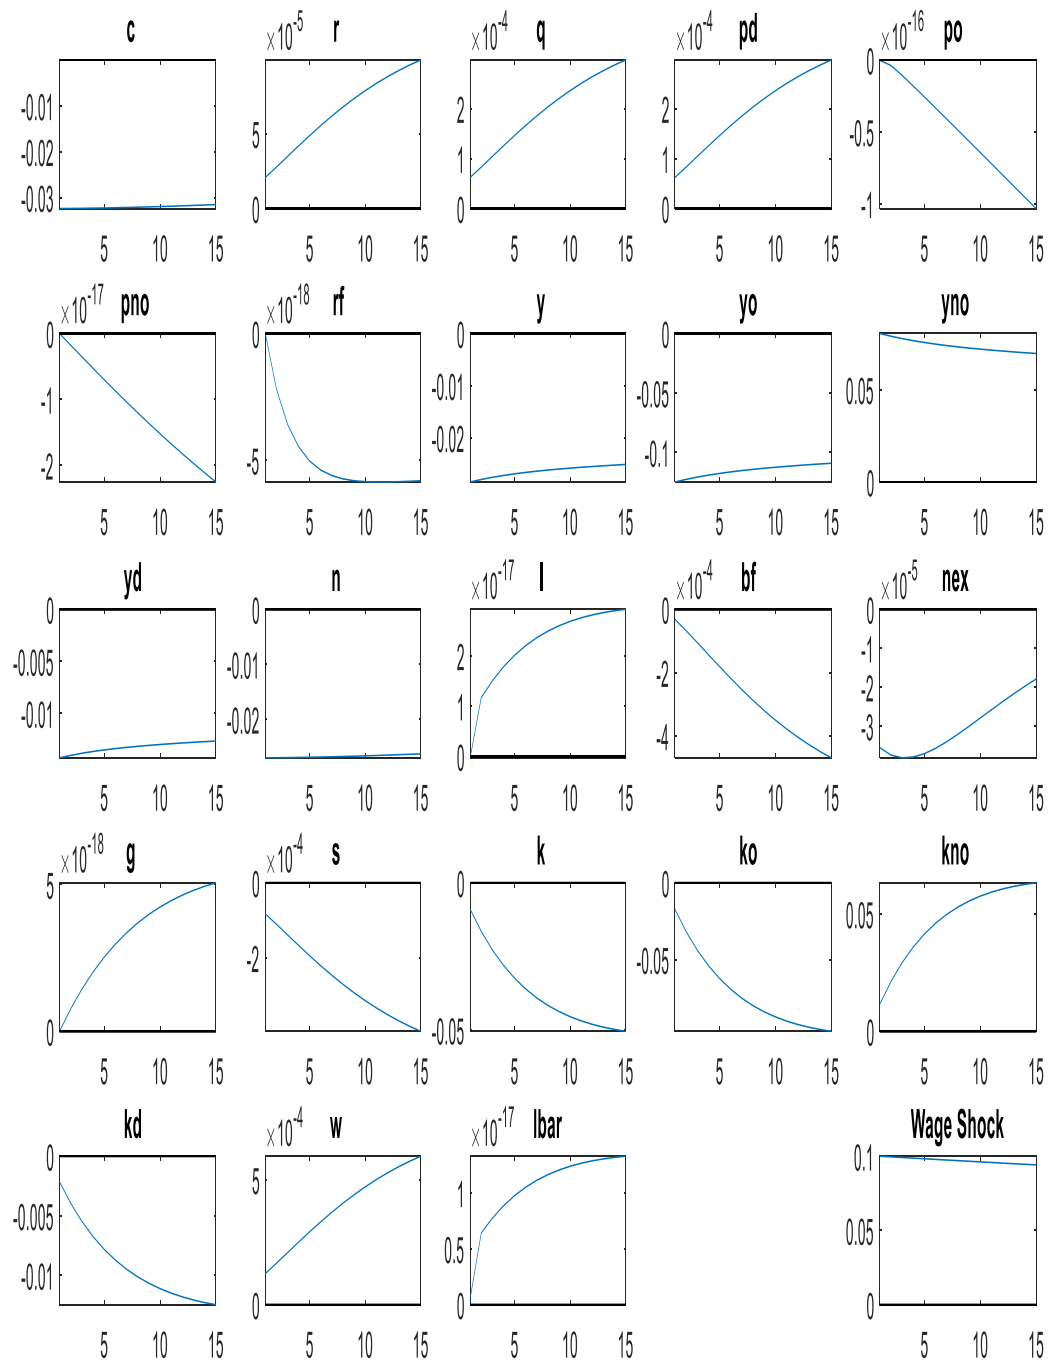 c
-0.01
-0.02
-0.03
5 10 15
×10^-5 r
5
0
5 10 15
×10^-4 q
2
1
0
5 10 15
×10^-4 pd
2
1
0
5 10 15
×10^-16 po
0
-0.5
-1
5 10 15
×10^-17 pno
0
-1
-2
5 10 15
×10^-18 rf
0
-5
5 10 15
y
0
-0.01
-0.02
5 10 15
yo
0
-0.05
-0.1
5 10 15
yno
0.05
0
5 10 15
yd
0
-0.005
-0.01
5 10 15
n
0
-0.01
-0.02
5 10 15
×10^-17 l
2
1
0
5 10 15
×10^-4 bf
0
-2
-4
5 10 15
×10^-5 nex
0
-1
-2
-3
5 10 15
×10^-18 g
5
0
5 10 15
×10^-4 s
0
-2
5 10 15
k
0
-0.05
5 10 15
ko
0
-0.05
5 10 15
kno
0.05
0
5 10 15
kd
0
-0.005
-0.01
5 10 15
×10^-4 w
5
0
5 10 15
×10^-17 lbar
1
0.5
0
5 10 15
Wage Shock
0.1
0.05
0
5 10 15